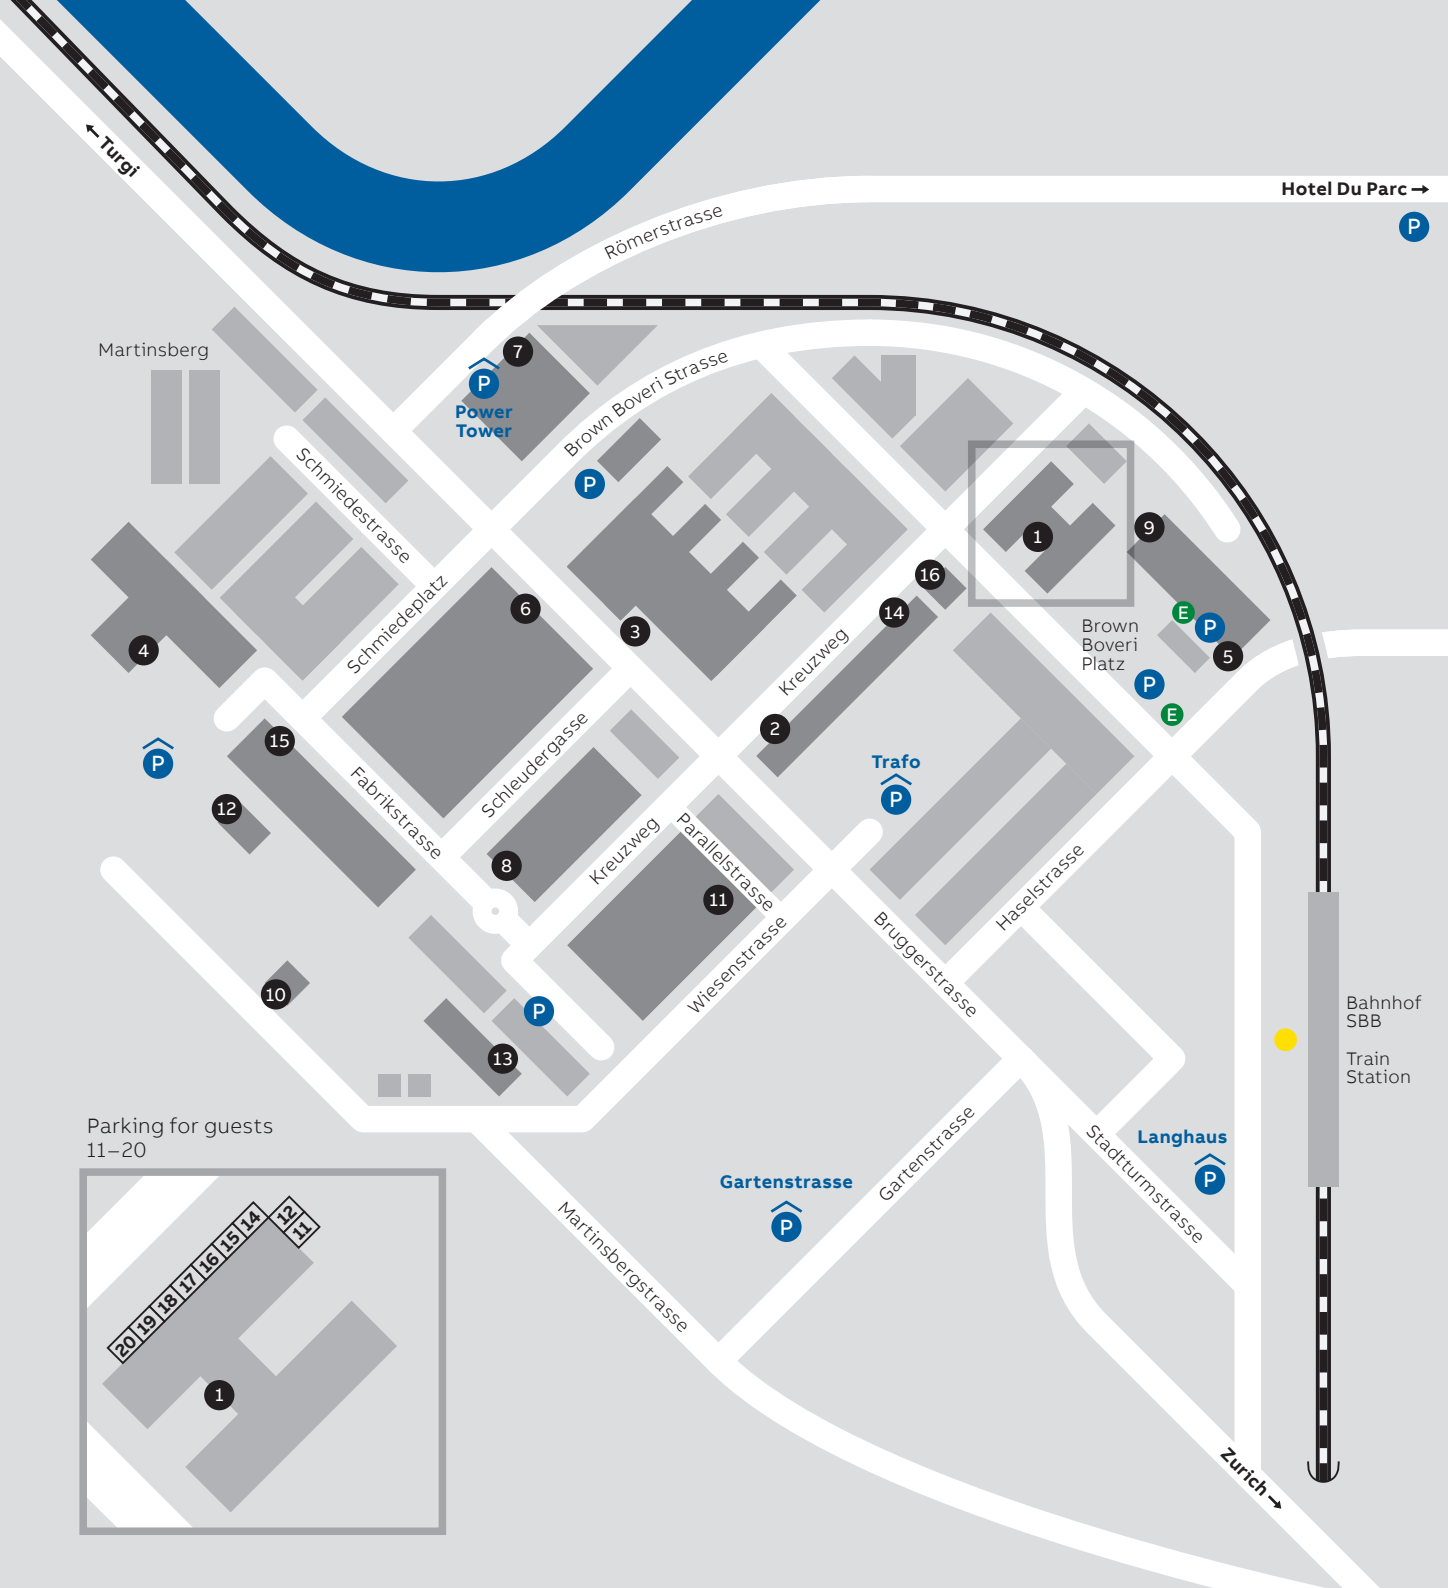 Turgi
Hotel Du Parc
P
Römerstrasse
Martinsberg
7
P
Power
Tower
Brown Boveri Strasse
P
Schmiedestrasse
9
1
16
E
P
Brown
Boveri
Platz
5
14
6
3
Schmiedeplatz
4
Kreuzweg
P
E
2
15
P
Schleudergasse
Trafo
P
12
Fabrikstrasse
8
Kreuzweg
Parallelstrasse
11
Haselstrasse
Wiesenstrasse
Bruggerstrasse
10
P
13
Bahnhof
SBB
Train
Station
Parking for guests
11–20
Gartenstrasse
Langhaus
P
Stadtturmstrasse
Gartenstrasse
P
Martinsbergstrasse
12
11
14
15
16
17
18
19
20
1
Zurich